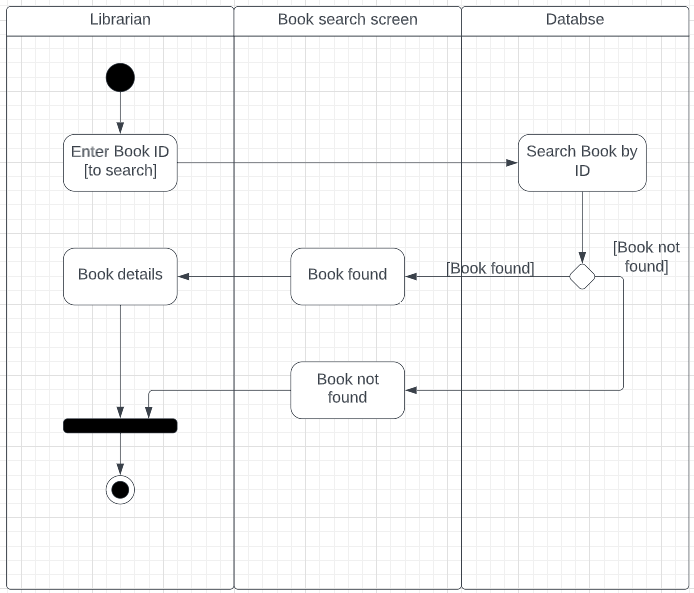 Librarian
Book search screen
Databse
Enter Book ID
[to search]
Search Book by
ID
[Book not
found]
Book details
Book found
[Book found]
Book not
found